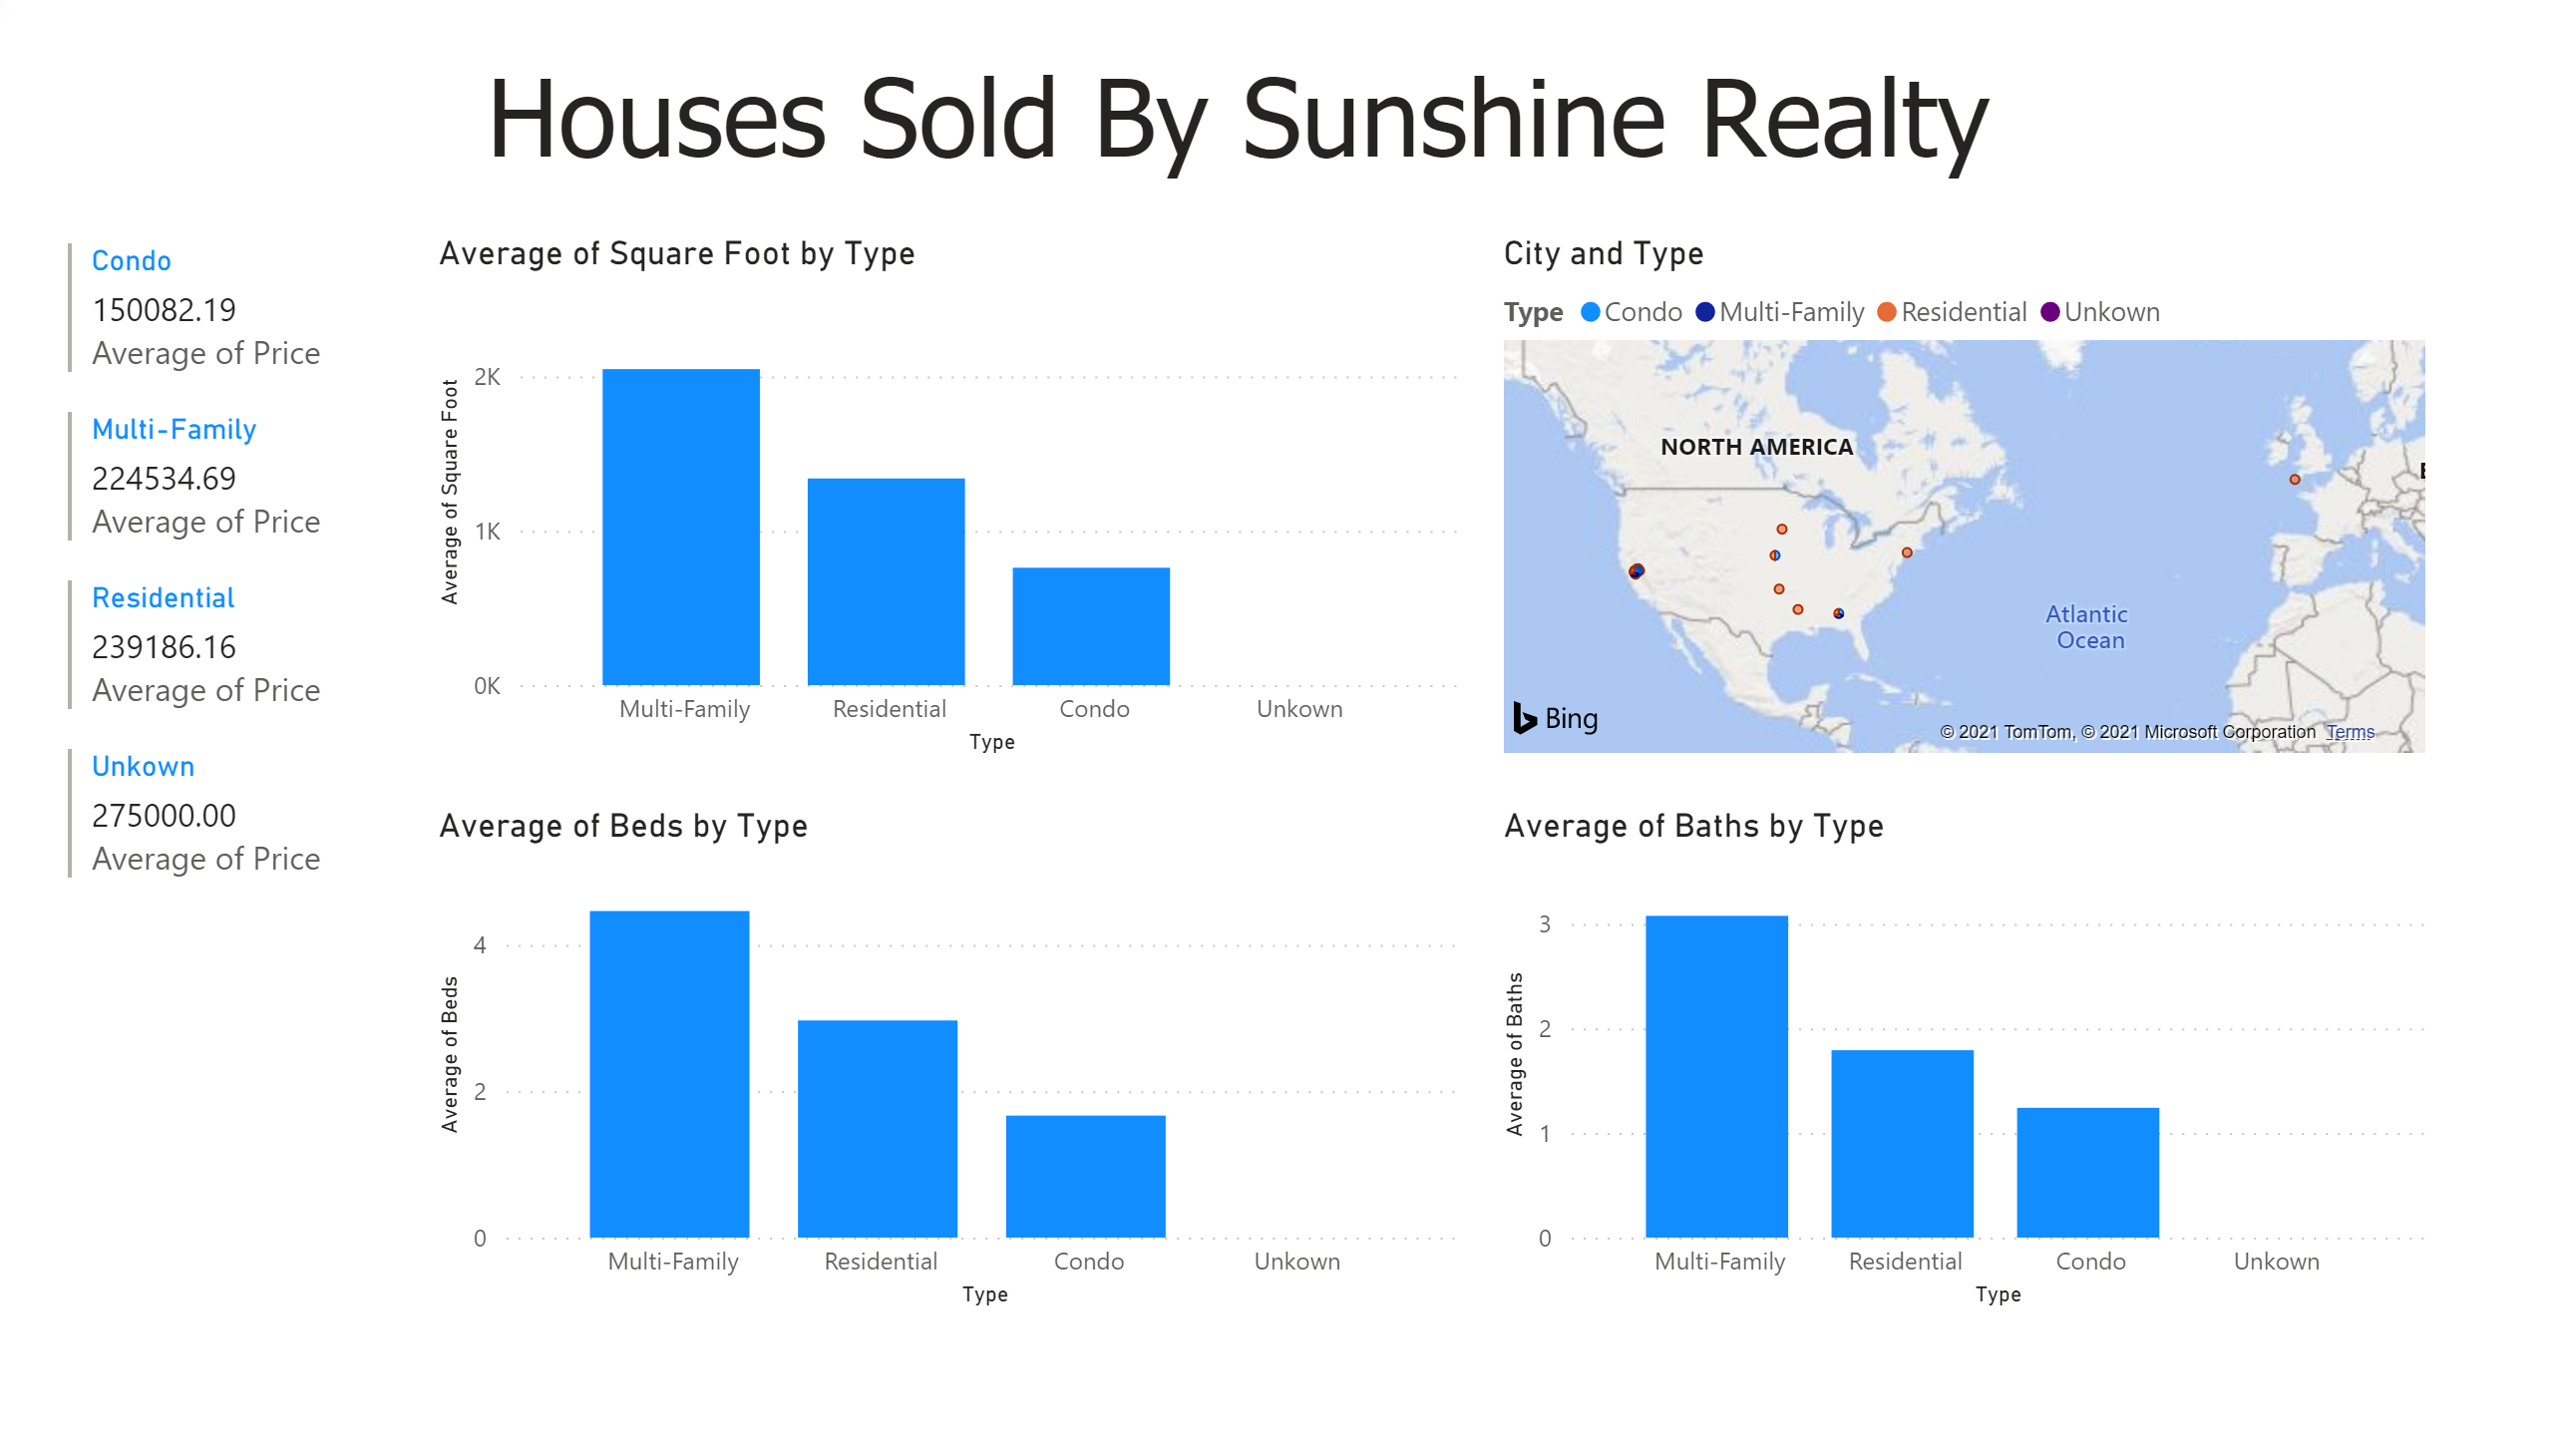 Houses Sold By Sunshine Realty
Condo
150082.19
Average of Price
Multi-Family
224534.69
Average of Price
Residential
239186.16
Average of Price
Unkown
275000.00
Average of Price
Average of Square Foot by Type
Average of Square Foot
2K
1K
0K
Multi-Family Residential Condo Unkown
Type
City and Type
Type Condo Multi-Family Residential Unkown
NORTH AMERICA
Atlantic
Ocean
Bing
© 2021 TomTom, © 2021 Microsoft Corporation Terms
Average of Beds by Type
Average of Beds
4
2
0
Multi-Family Residential Condo Unkown
Type
Average of Baths by Type
Average of Baths
3
2
1
0
Multi-Family Residential Condo Unkown
Type